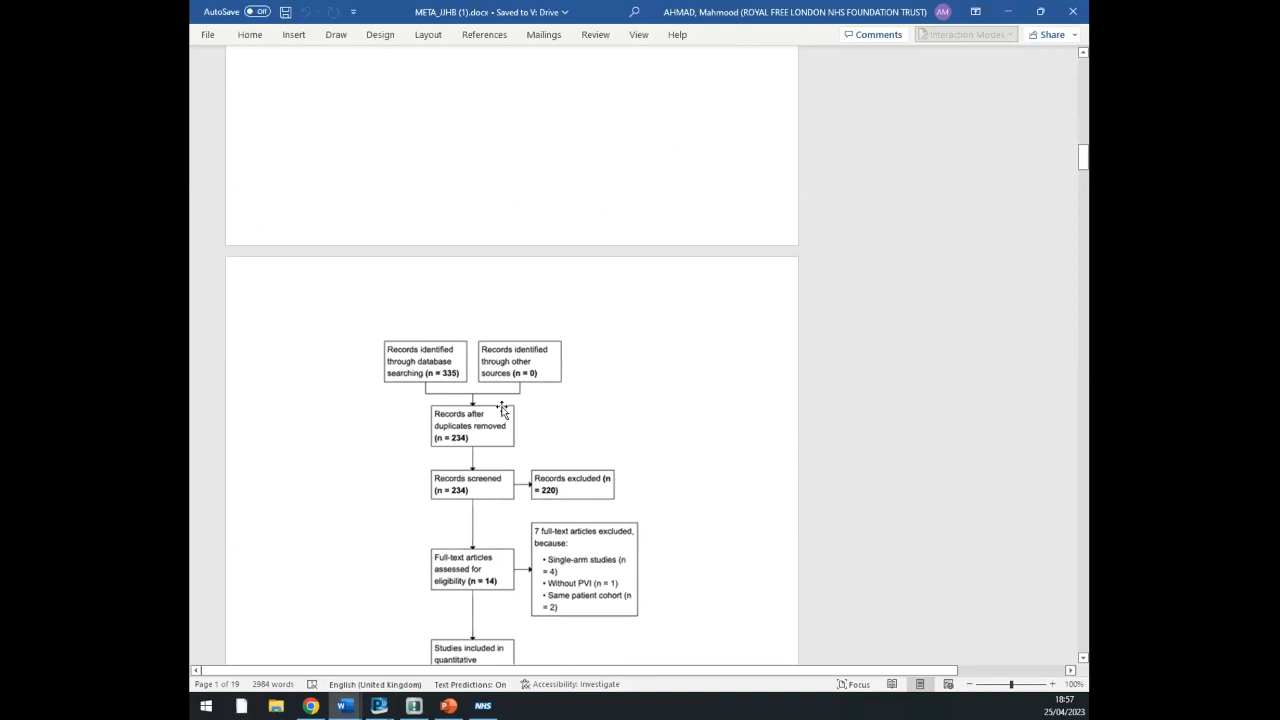 AutoSave Off META_JJHB (1).docx • Saved to V: Drive AHMAD, Mahmood (ROYAL FREE LONDON NHS FOUNDATION TRUST) AM
File Home Insert Draw Design Layout References Mailings Review View Help Comments Interaction Modes Share
Records identified
through database
searching (n = 335)
Records identified
through other
sources (n = 0)
Records after
duplicates removed
(n = 234)
Records screened
(n = 234)
Records excluded (n
= 220)
Full-text articles
assessed for
eligibility (n = 14)
7 full-text articles excluded,
because:
• Single-arm studies (n
= 4)
• Without PVI (n = 1)
• Same patient cohort (n
= 2)
Studies included in
quantitative
Page 1 of 19 2984 words English (United Kingdom) Text Predictions: On Accessibility: Investigate Focus 100%
NHS
18:57
25/04/2023